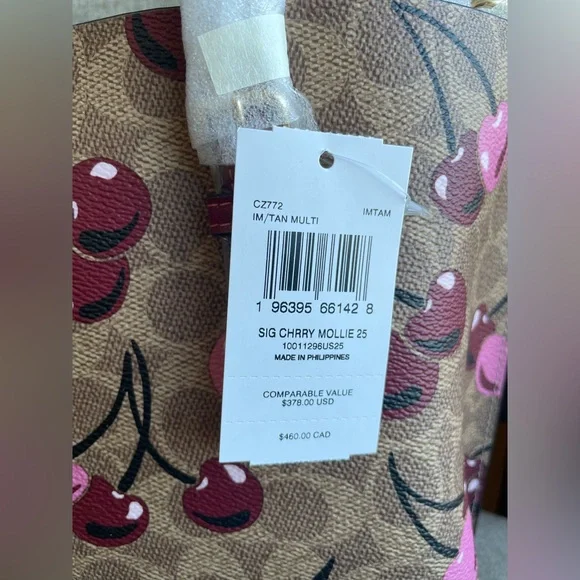 CZ772
IM/TAN MULTI IMTAM
1 96395 66142 8
SIG CHRRY MOLLIE 25
10011296US25
MADE IN PHILIPPINES
COMPARABLE VALUE
$378.00 USD
$460.00 CAD